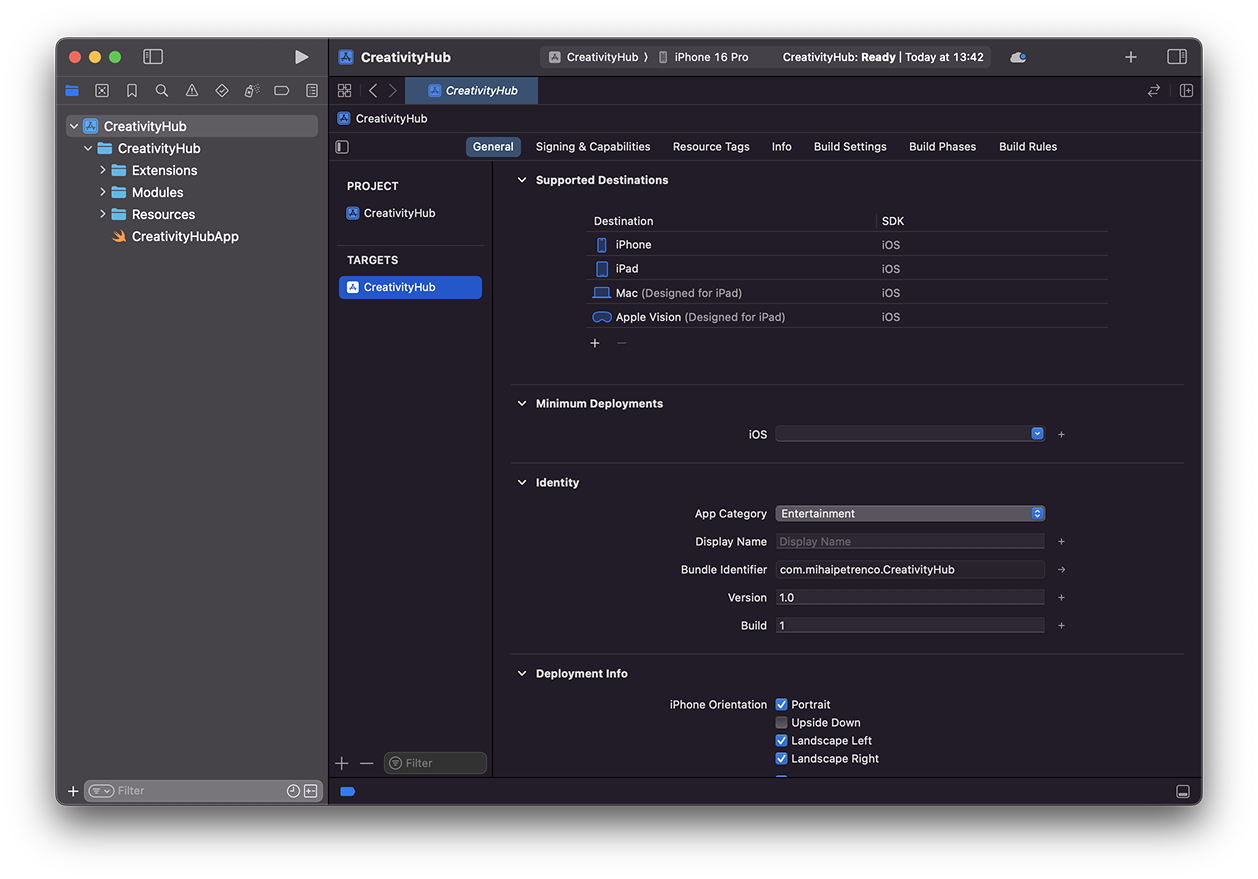 CreativityHub
CreativityHub 〉 iPhone 16 Pro
CreativityHub: Ready | Today at 13:42
CreativityHub
CreativityHub
CreativityHub
CreativityHub
Extensions
Modules
Resources
CreativityHubApp
Filter
General Signing & Capabilities Resource Tags Info Build Settings Build Phases Build Rules
PROJECT
CreativityHub
TARGETS
CreativityHub
Filter
Supported Destinations
Destination SDK
iPhone iOS
iPad iOS
Mac (Designed for iPad) iOS
Apple Vision (Designed for iPad) iOS
Minimum Deployments
iOS
Identity
App Category Entertainment
Display Name Display Name
Bundle Identifier com.mihaipetrenco.CreativityHub
Version 1.0
Build 1
Deployment Info
iPhone Orientation Portrait
Upside Down
Landscape Left
Landscape Right